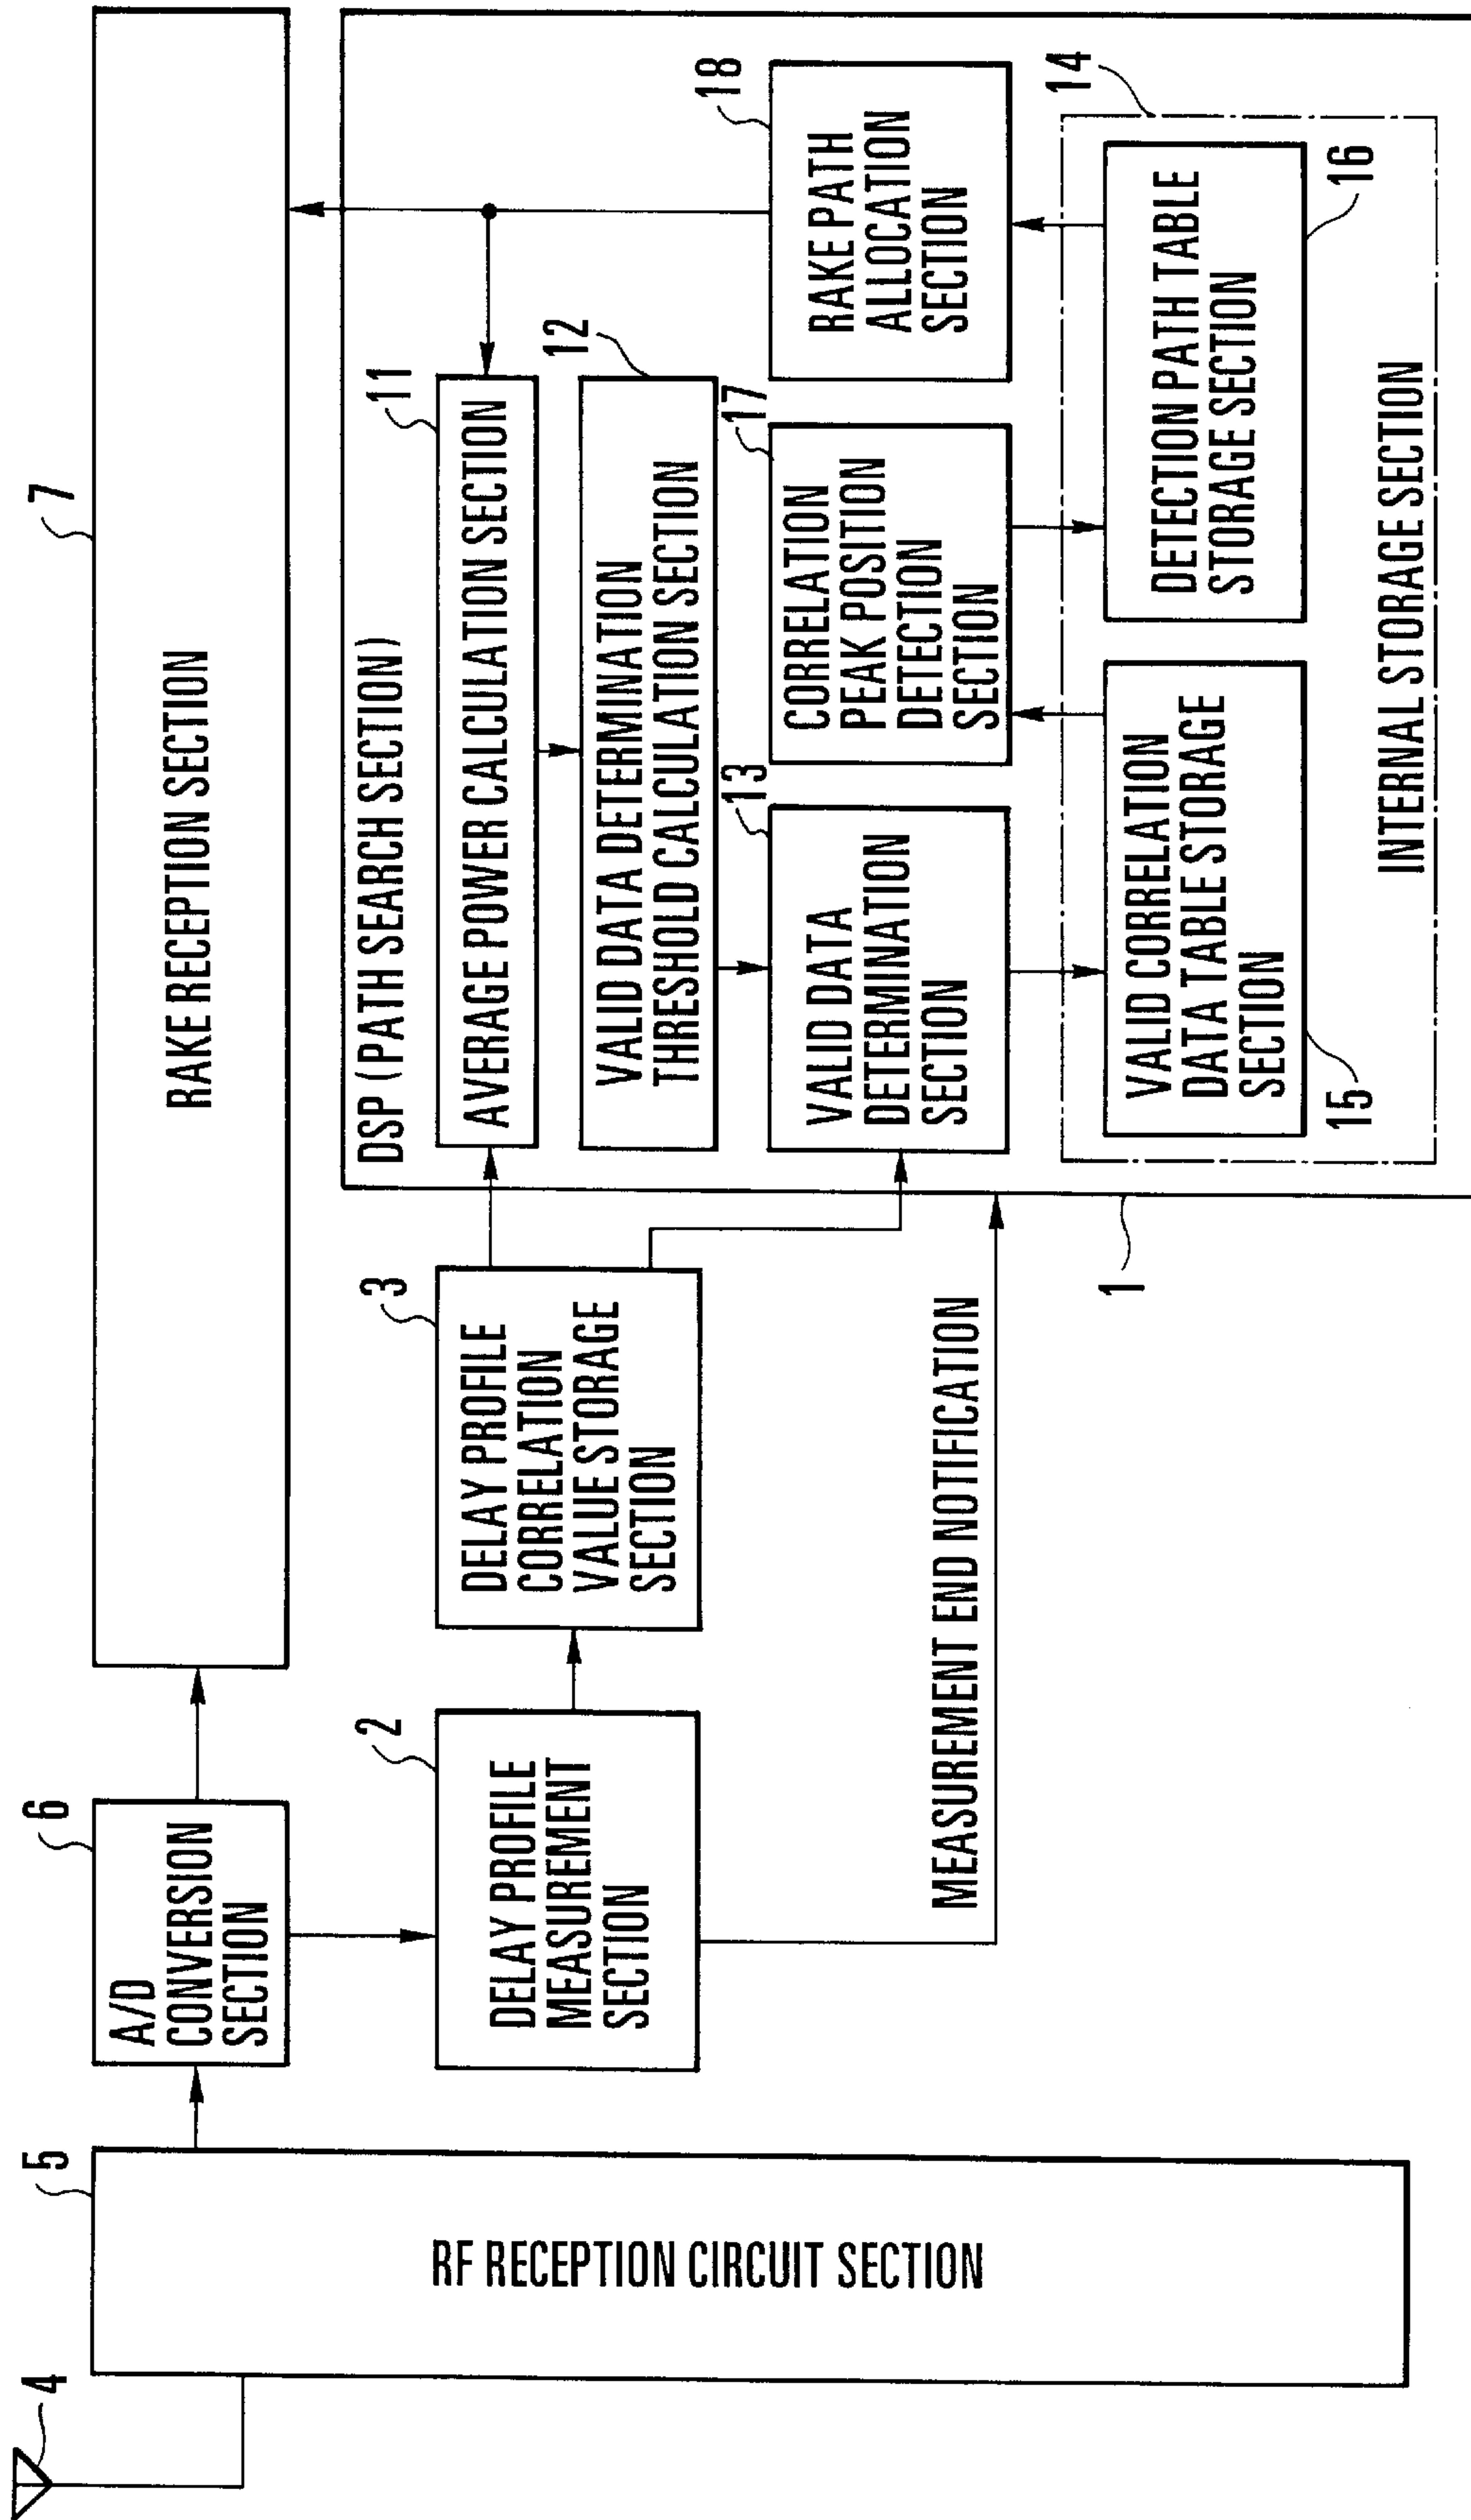 4
5
RF RECEPTION CIRCUIT SECTION
6
A/D
CONVERSION
SECTION
7
RAKE RECEPTION SECTION
2
DELAY PROFILE
MEASUREMENT
SECTION
3
DELAY PROFILE
CORRELATION
VALUE STORAGE
SECTION
MEASUREMENT END NOTIFICATION
1
DSP (PATH SEARCH SECTION)
11
AVERAGE POWER CALCULATION SECTION
12
VALID DATA DETERMINATION
THRESHOLD CALCULATION SECTION
13
VALID DATA
DETERMINATION
SECTION
17
CORRELATION
PEAK POSITION
DETECTION
SECTION
18
RAKE PATH
ALLOCATION
SECTION
14
15
VALID CORRELATION
DATA TABLE STORAGE
SECTION
16
DETECTION PATH TABLE
STORAGE SECTION
INTERNAL STORAGE SECTION